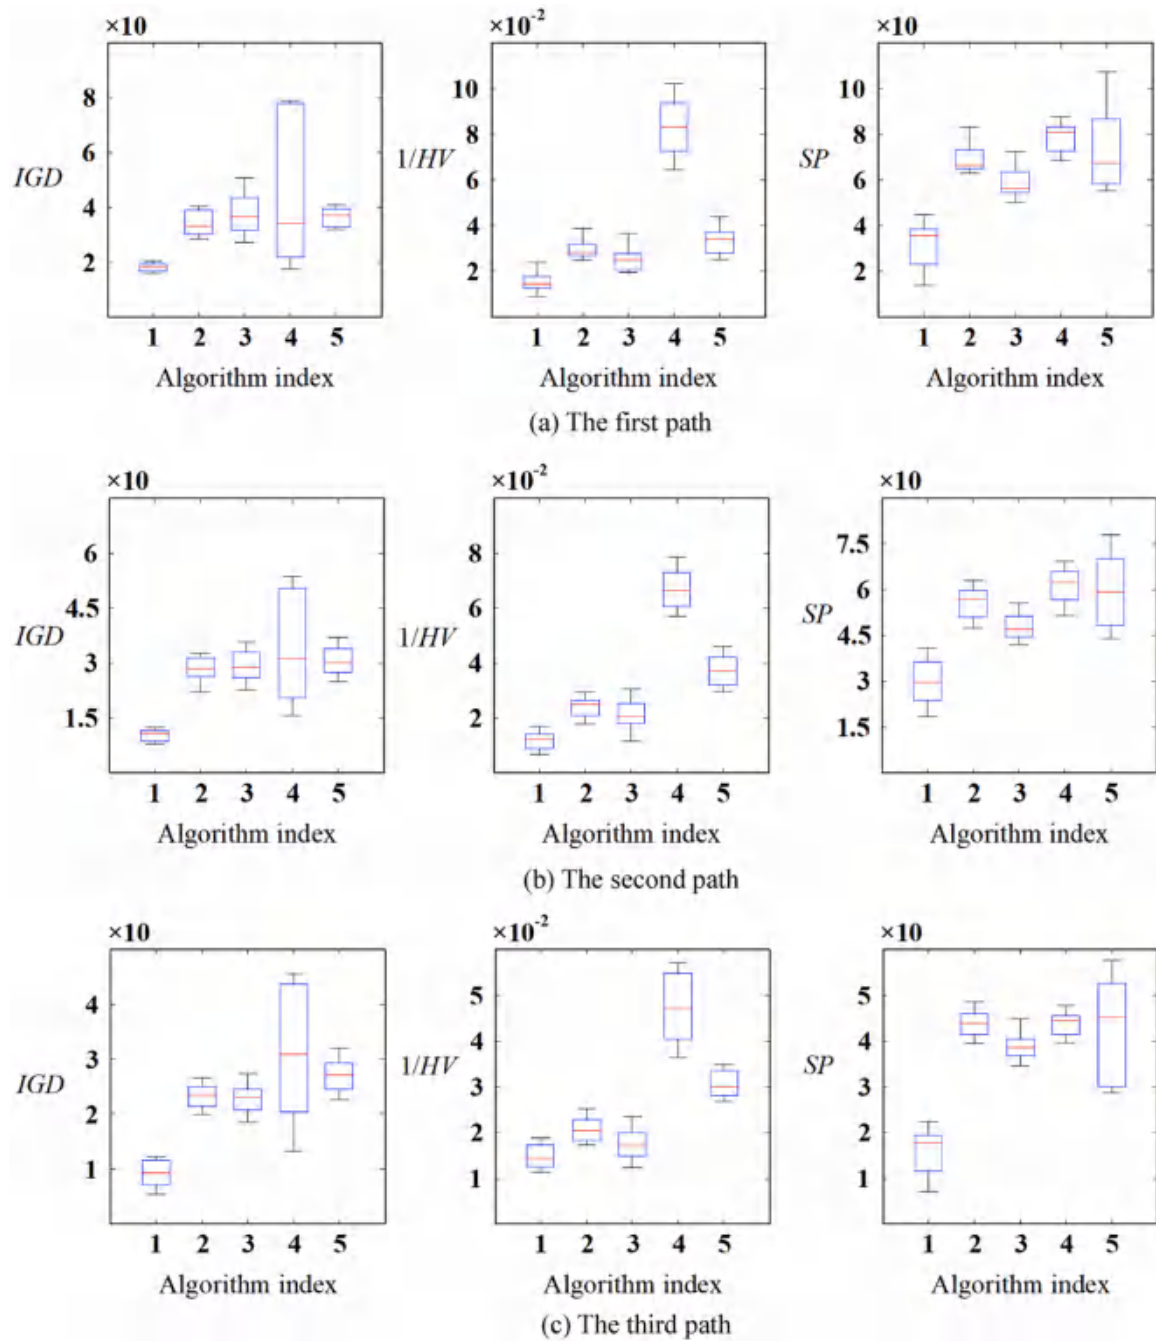 ×10 ×10⁻² ×10
8 10 10
6 8 8
IGD 1/HV 6 SP 6
4 4 4
2 2 2
1 2 3 4 5 1 2 3 4 5 1 2 3 4 5
Algorithm index Algorithm index Algorithm index
(a) The first path
×10 ×10⁻² ×10
6 8 7.5
4.5 6 6
IGD 1/HV SP 4.5
3 4 3
1.5 2 1.5
1 2 3 4 5 1 2 3 4 5 1 2 3 4 5
Algorithm index Algorithm index Algorithm index
(b) The second path
×10 ×10⁻² ×10
4 5 5
3 4 4
IGD 1/HV 3 SP 3
2 2 2
1 1 1
1 2 3 4 5 1 2 3 4 5 1 2 3 4 5
Algorithm index Algorithm index Algorithm index
(c) The third path